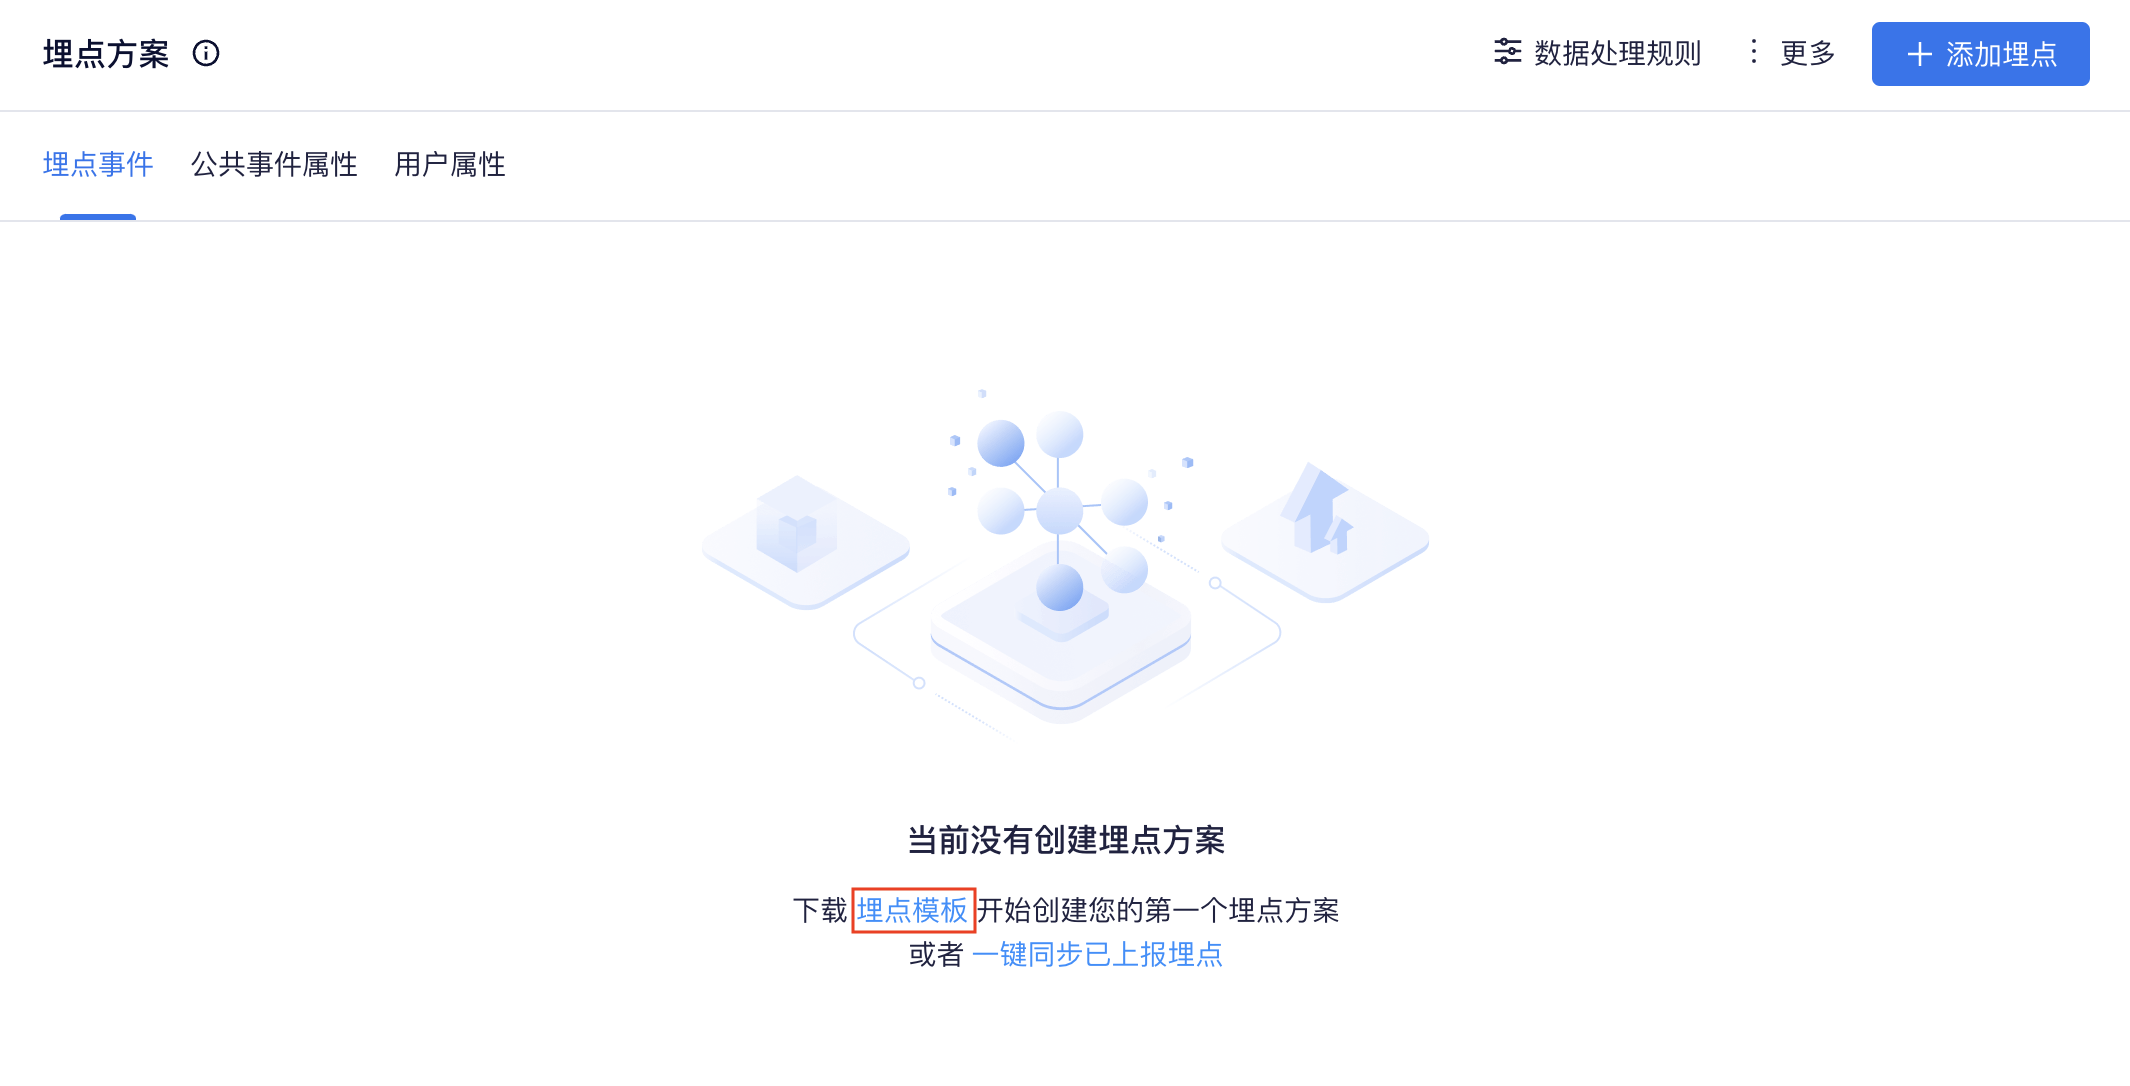 埋点方案
数据处理规则 更多 添加埋点
埋点事件 公共事件属性 用户属性
当前没有创建埋点方案
下载 埋点模板 开始创建您的第一个埋点方案
或者 一键同步已上报埋点